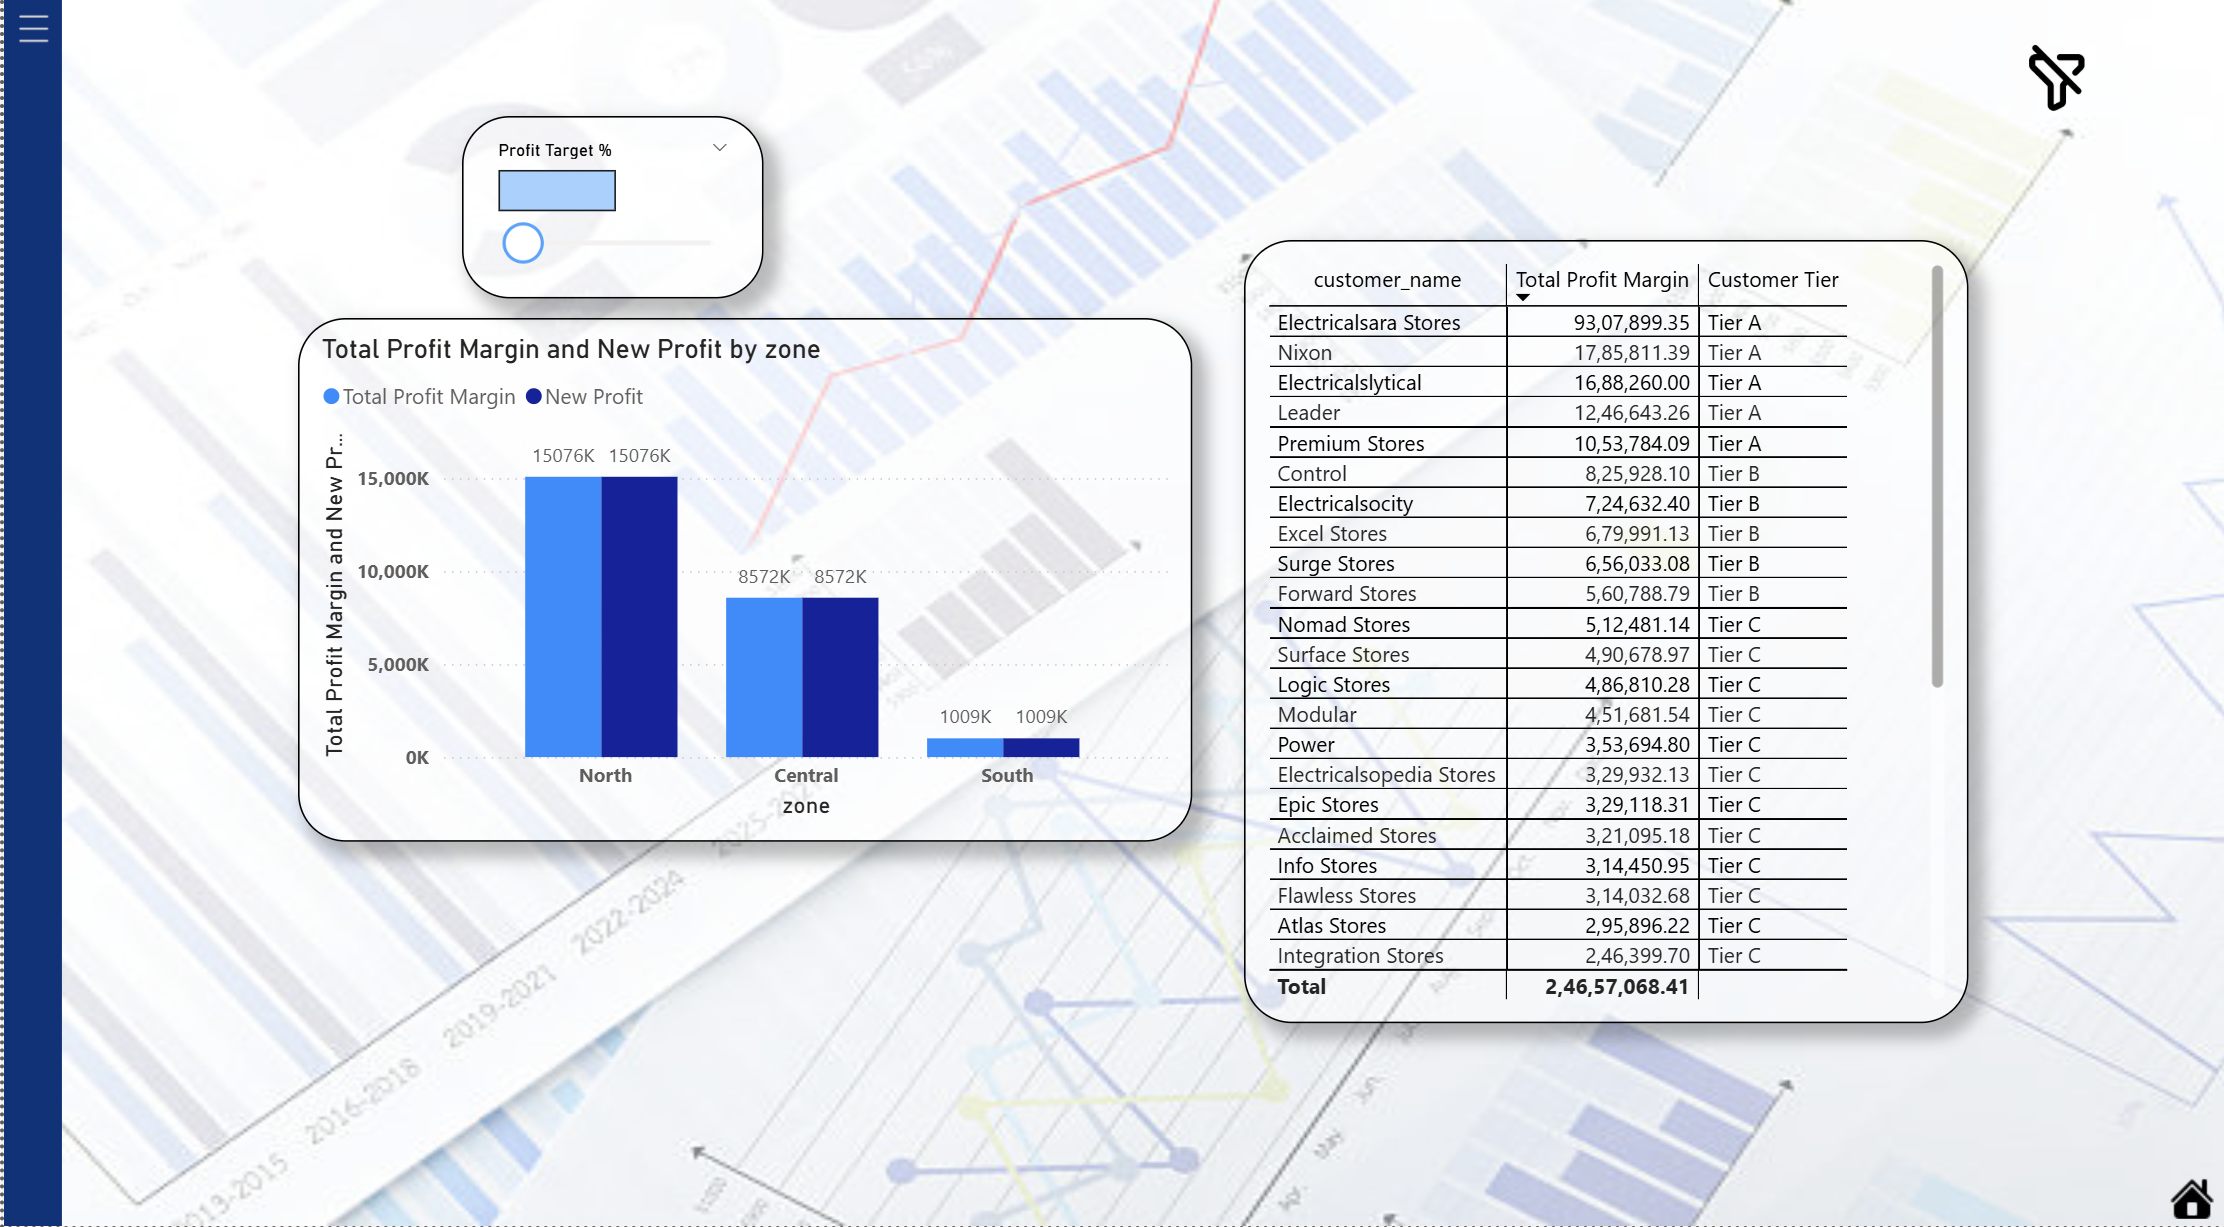 Profit Target %
Total Profit Margin and New Profit by zone
Total Profit Margin New Profit
Total Profit Margin and New Pr...
15,000K
10,000K
5,000K
0K
15076K 15076K
8572K 8572K
1009K 1009K
North Central South
zone
customer_name Total Profit Margin Customer Tier
Electricalsara Stores 93,07,899.35 Tier A
Nixon 17,85,811.39 Tier A
Electricalslytical 16,88,260.00 Tier A
Leader 12,46,643.26 Tier A
Premium Stores 10,53,784.09 Tier A
Control 8,25,928.10 Tier B
Electricalsocity 7,24,632.40 Tier B
Excel Stores 6,79,991.13 Tier B
Surge Stores 6,56,033.08 Tier B
Forward Stores 5,60,788.79 Tier B
Nomad Stores 5,12,481.14 Tier C
Surface Stores 4,90,678.97 Tier C
Logic Stores 4,86,810.28 Tier C
Modular 4,51,681.54 Tier C
Power 3,53,694.80 Tier C
Electricalsopedia Stores 3,29,932.13 Tier C
Epic Stores 3,29,118.31 Tier C
Acclaimed Stores 3,21,095.18 Tier C
Info Stores 3,14,450.95 Tier C
Flawless Stores 3,14,032.68 Tier C
Atlas Stores 2,95,896.22 Tier C
Integration Stores 2,46,399.70 Tier C
Total 2,46,57,068.41
2013-2015
2016-2018
2019-2021
2022-2024